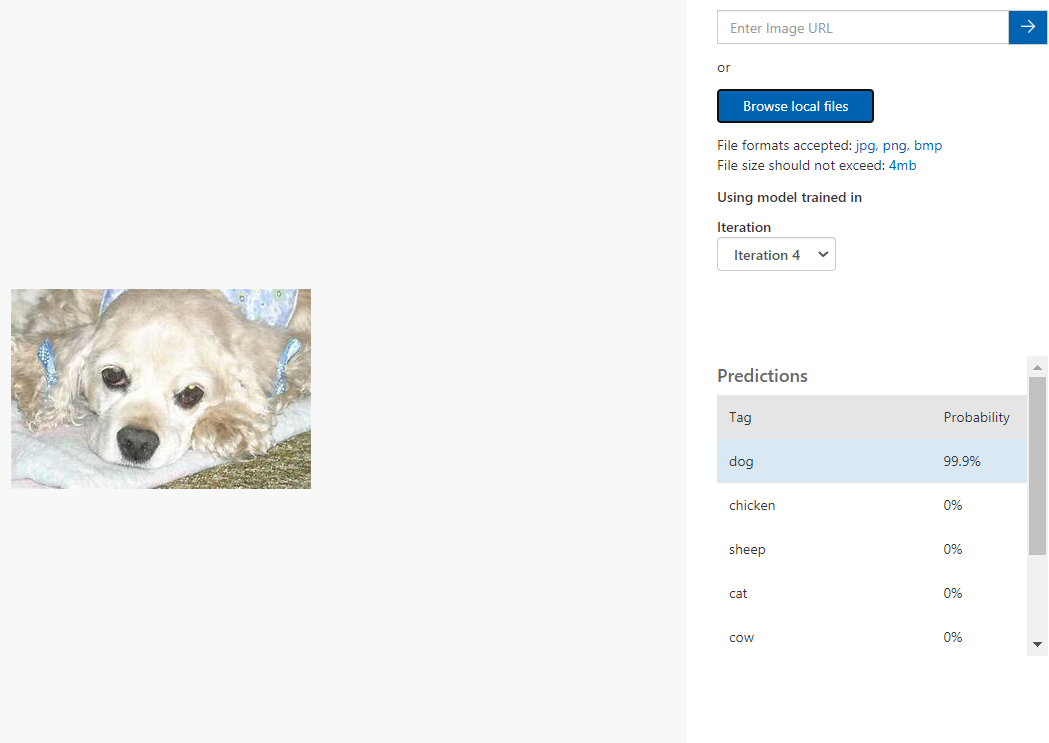 Enter Image URL
or
Browse local files
File formats accepted: jpg, png, bmp
File size should not exceed: 4mb
Using model trained in
Iteration
Iteration 4
Predictions
Tag Probability
dog 99.9%
chicken 0%
sheep 0%
cat 0%
cow 0%